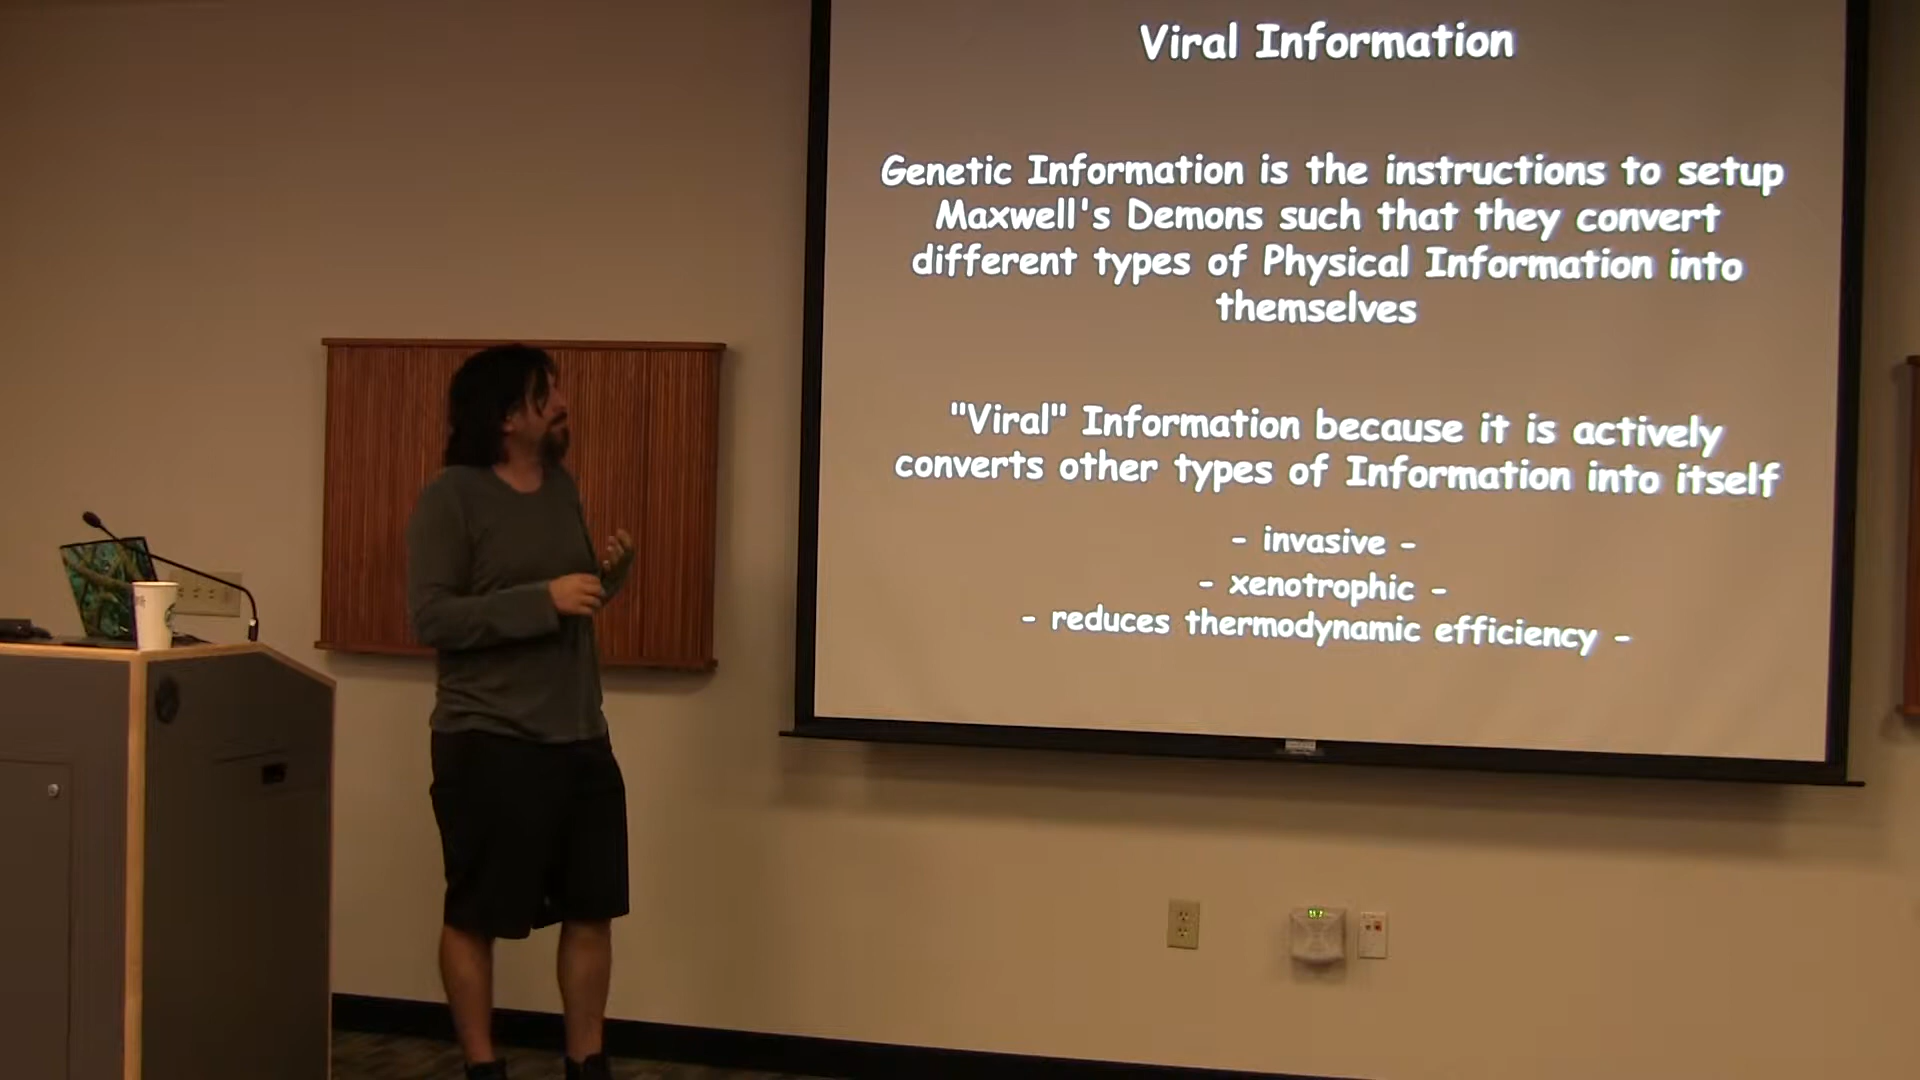 Viral Information
Genetic Information is the instructions to setup
Maxwell's Demons such that they convert
different types of Physical Information into
themselves
"Viral" Information because it is actively
converts other types of Information into itself
- invasive -
- xenotrophic -
- reduces thermodynamic efficiency -